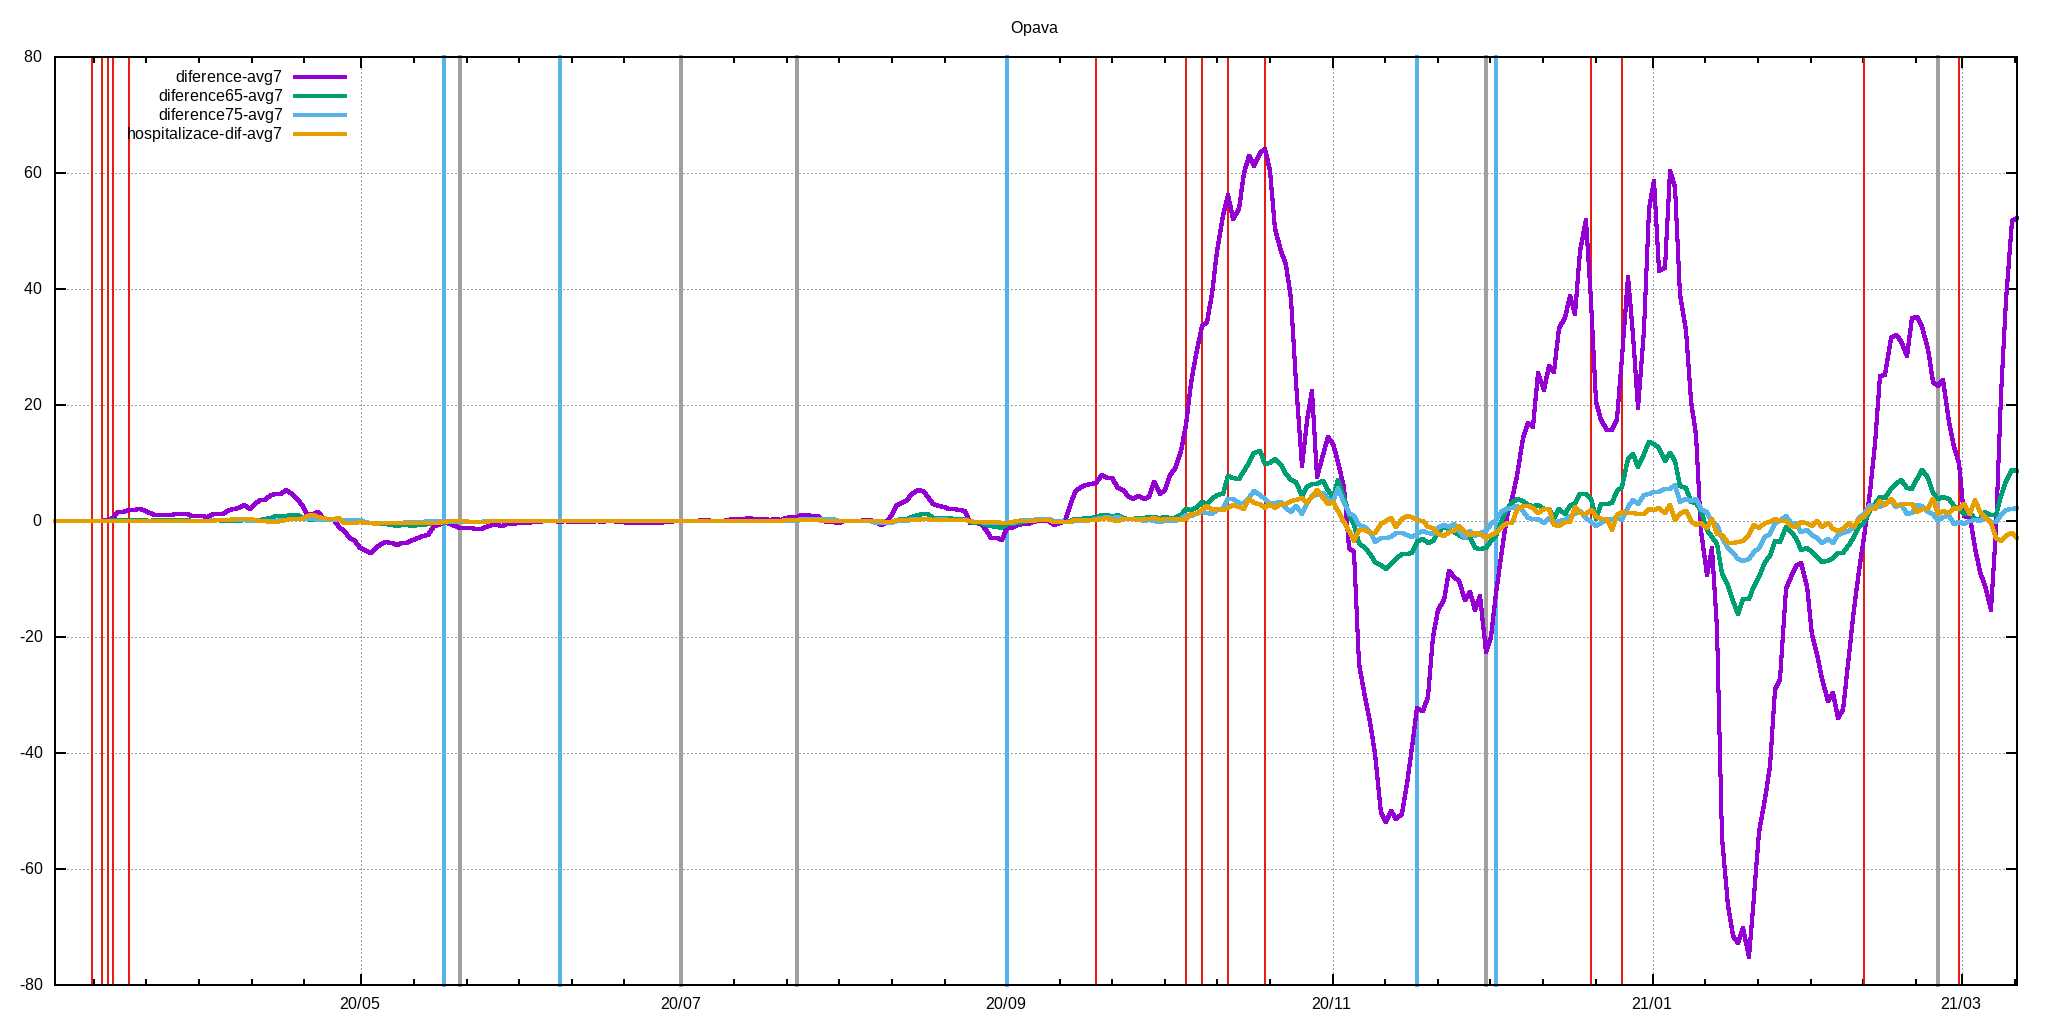 Opava
80
diference-avg7
diference65-avg7
diference75-avg7
hospitalizace-dif-avg7
60
40
20
0
-20
-40
-60
-80
20/05 20/07 20/09 20/11 21/01 21/03